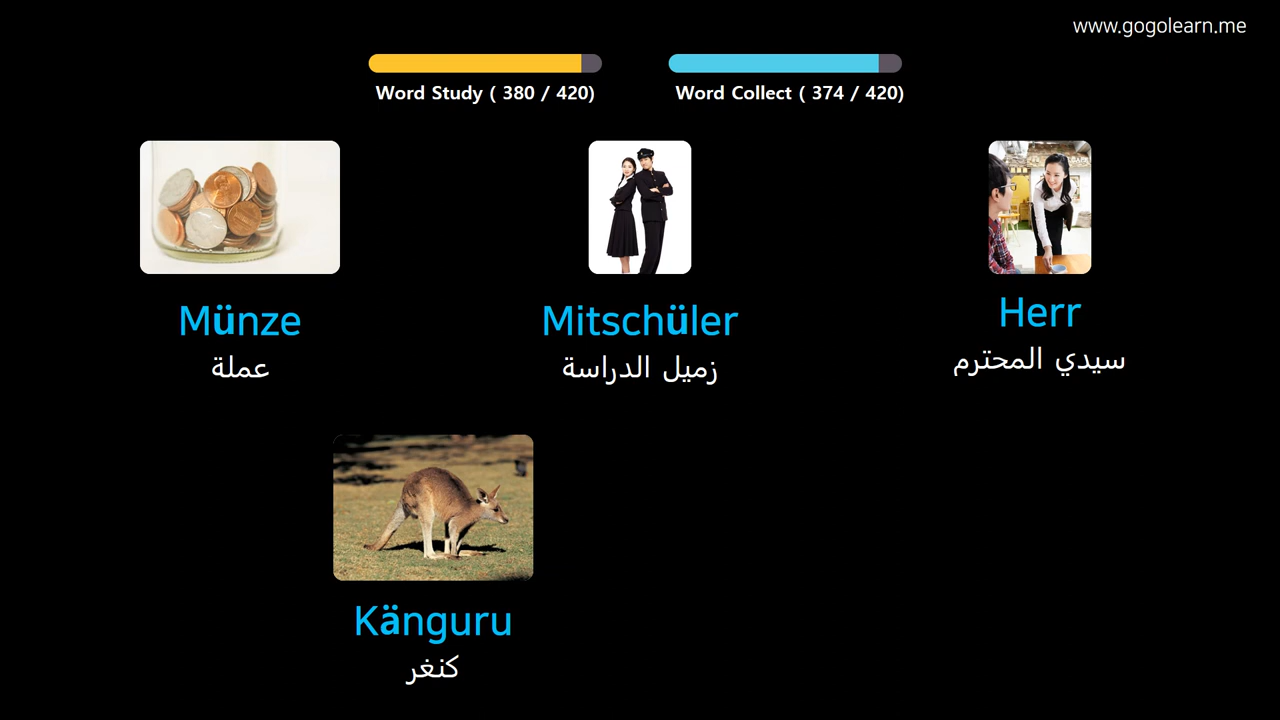 www.gogolearn.me
Word Study ( 380 / 420)
Word Collect ( 374 / 420)
Münze
عملة
Mitschüler
زميل الدراسة
Herr
سيدي المحترم
Känguru
كنغر